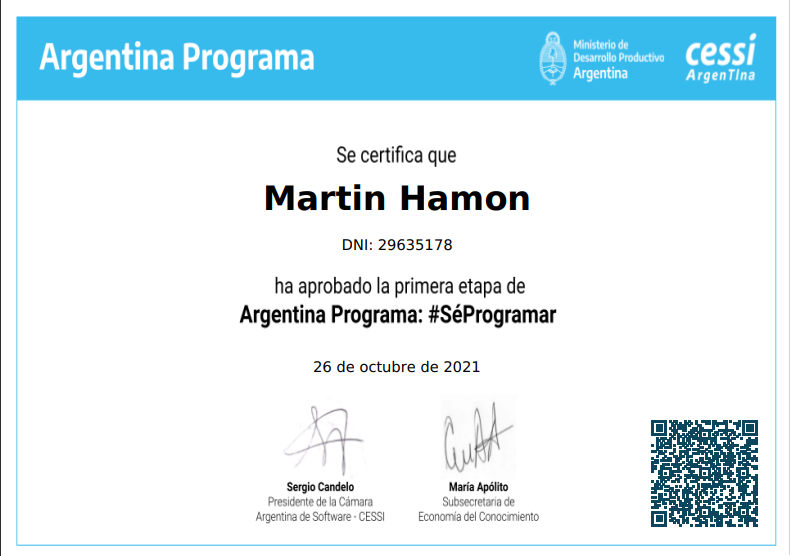 Argentina Programa
Ministerio de
Desarrollo Productivo
Argentina
cessi
ArgenTIna
Se certifica que
Martin Hamon
DNI: 29635178
ha aprobado la primera etapa de
Argentina Programa: #SéProgramar
26 de octubre de 2021
Sergio Candelo
Presidente de la Cámara
Argentina de Software - CESSI
María Apólito
Subsecretaria de
Economía del Conocimiento